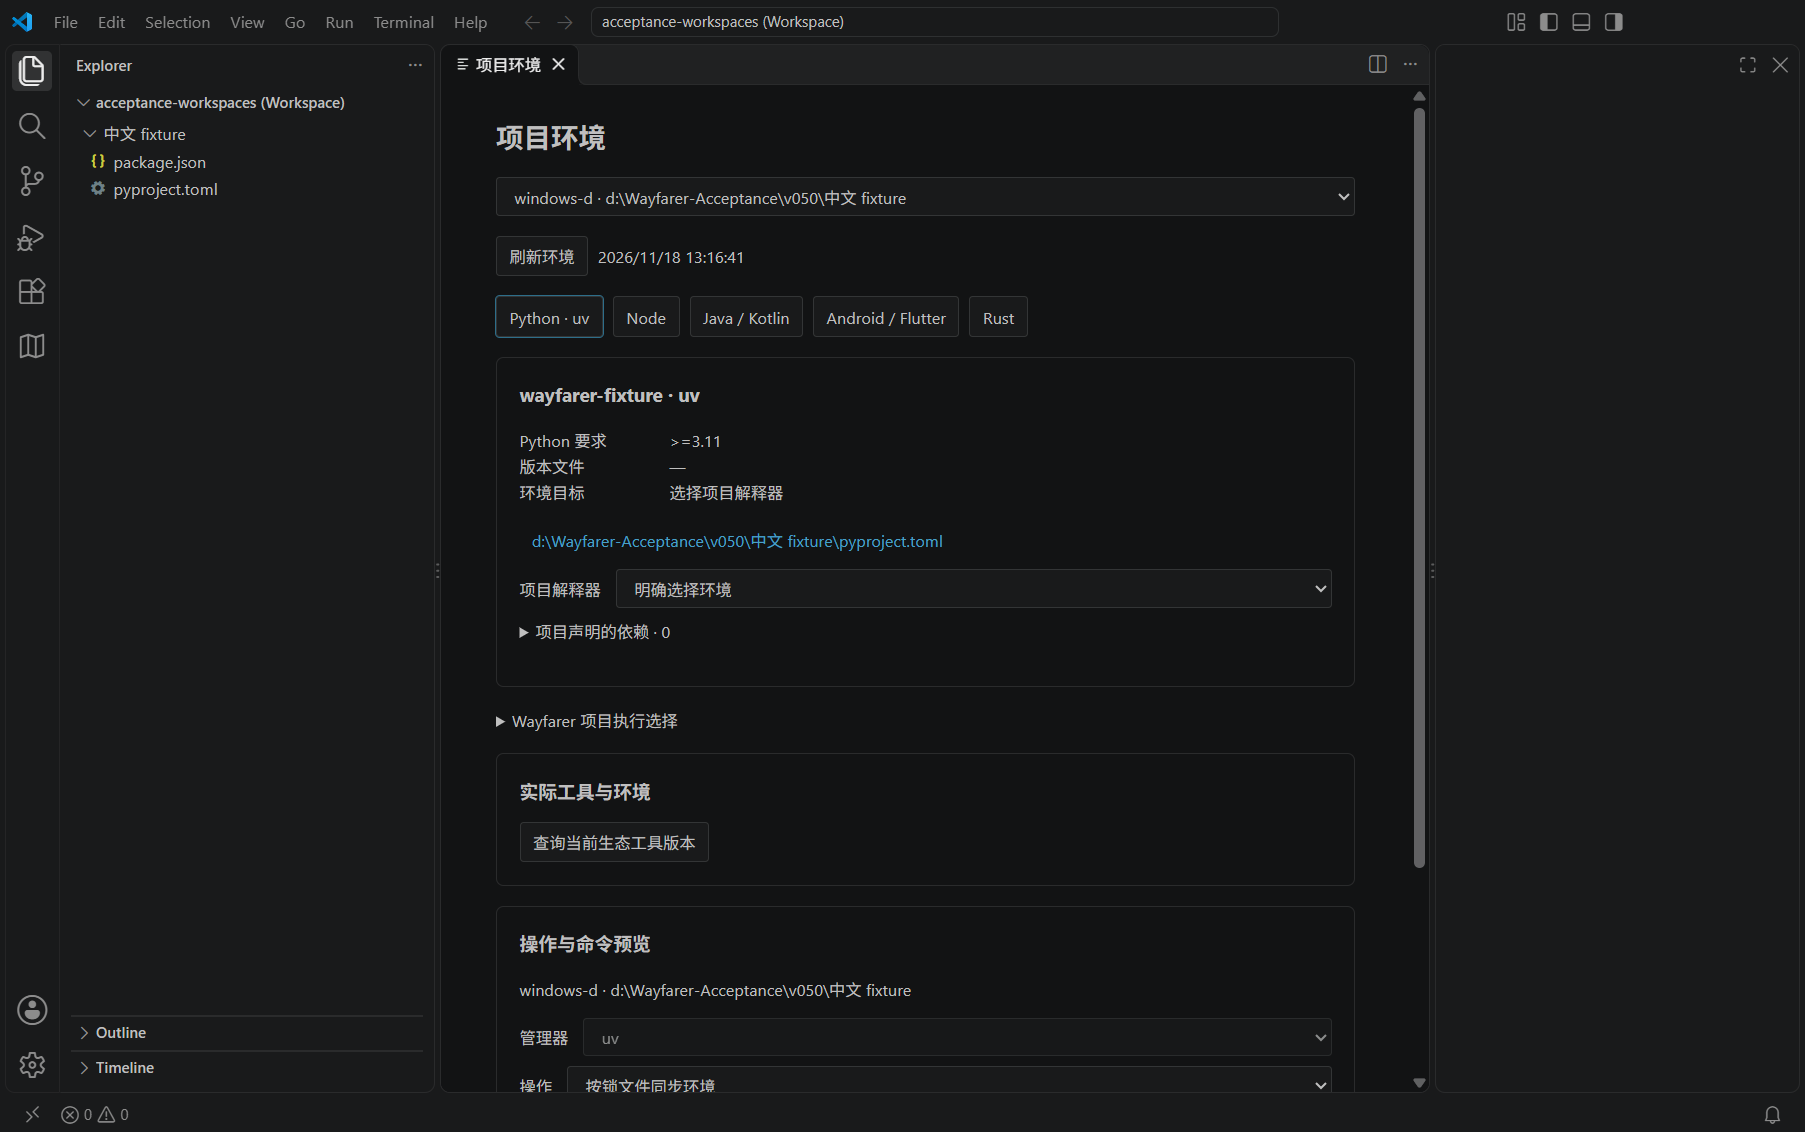 File Edit Selection View Go Run Terminal Help
acceptance-workspaces (Workspace)
Explorer
acceptance-workspaces (Workspace)
中文 fixture
package.json
pyproject.toml
Outline
Timeline
项目环境
项目环境
windows-d · d:\Wayfarer-Acceptance\v050\中文 fixture
刷新环境 2026/11/18 13:16:41
Python · uv Node Java / Kotlin Android / Flutter Rust
wayfarer-fixture · uv
Python 要求 >=3.11
版本文件 —
环境目标 选择项目解释器
d:\Wayfarer-Acceptance\v050\中文 fixture\pyproject.toml
项目解释器 明确选择环境
项目声明的依赖 · 0
Wayfarer 项目执行选择
实际工具与环境
查询当前生态工具版本
操作与命令预览
windows-d · d:\Wayfarer-Acceptance\v050\中文 fixture
管理器 uv
操作 按锁文件同步环境
0 0